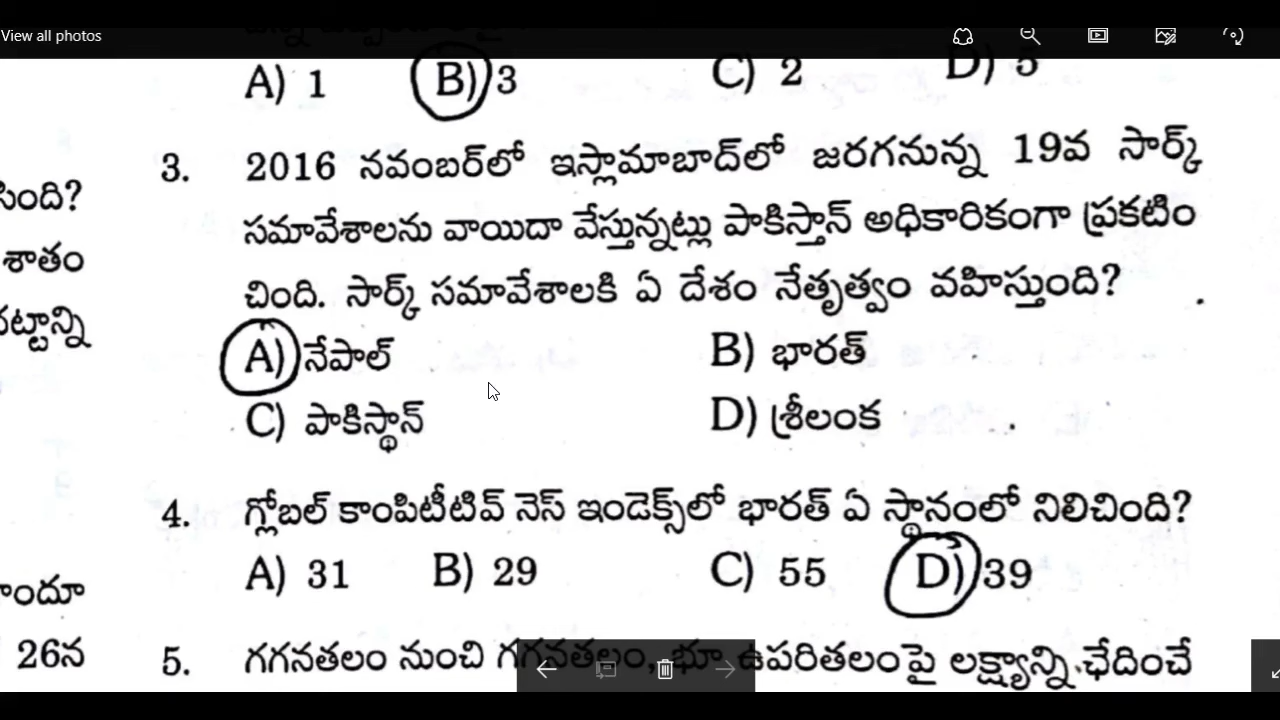 View all photos
A) 1 B) 3 C) 2 D) 5
3. 2016 నవంబర్‌లో ఇస్లామాబాద్‌లో జరగనున్న 19వ సార్క్
సమావేశాలను వాయిదా వేస్తున్నట్లు పాకిస్తాన్ అధికారికంగా ప్రకటిం
చింది. సార్క్ సమావేశాలకి ఏ దేశం నేతృత్వం వహిస్తుంది?
A) నేపాల్ B) భారత్
C) పాకిస్థాన్ D) శ్రీలంక
4. గ్లోబల్ కాంపిటీటివ్ నెస్ ఇండెక్స్‌లో భారత్ ఏ స్థానంలో నిలిచింది?
A) 31 B) 29 C) 55 D) 39
5. గగనతలం నుంచి గగనతలం, భూ ఉపరితలంపై లక్ష్యాన్ని ఛేదించే
శాతం
26న